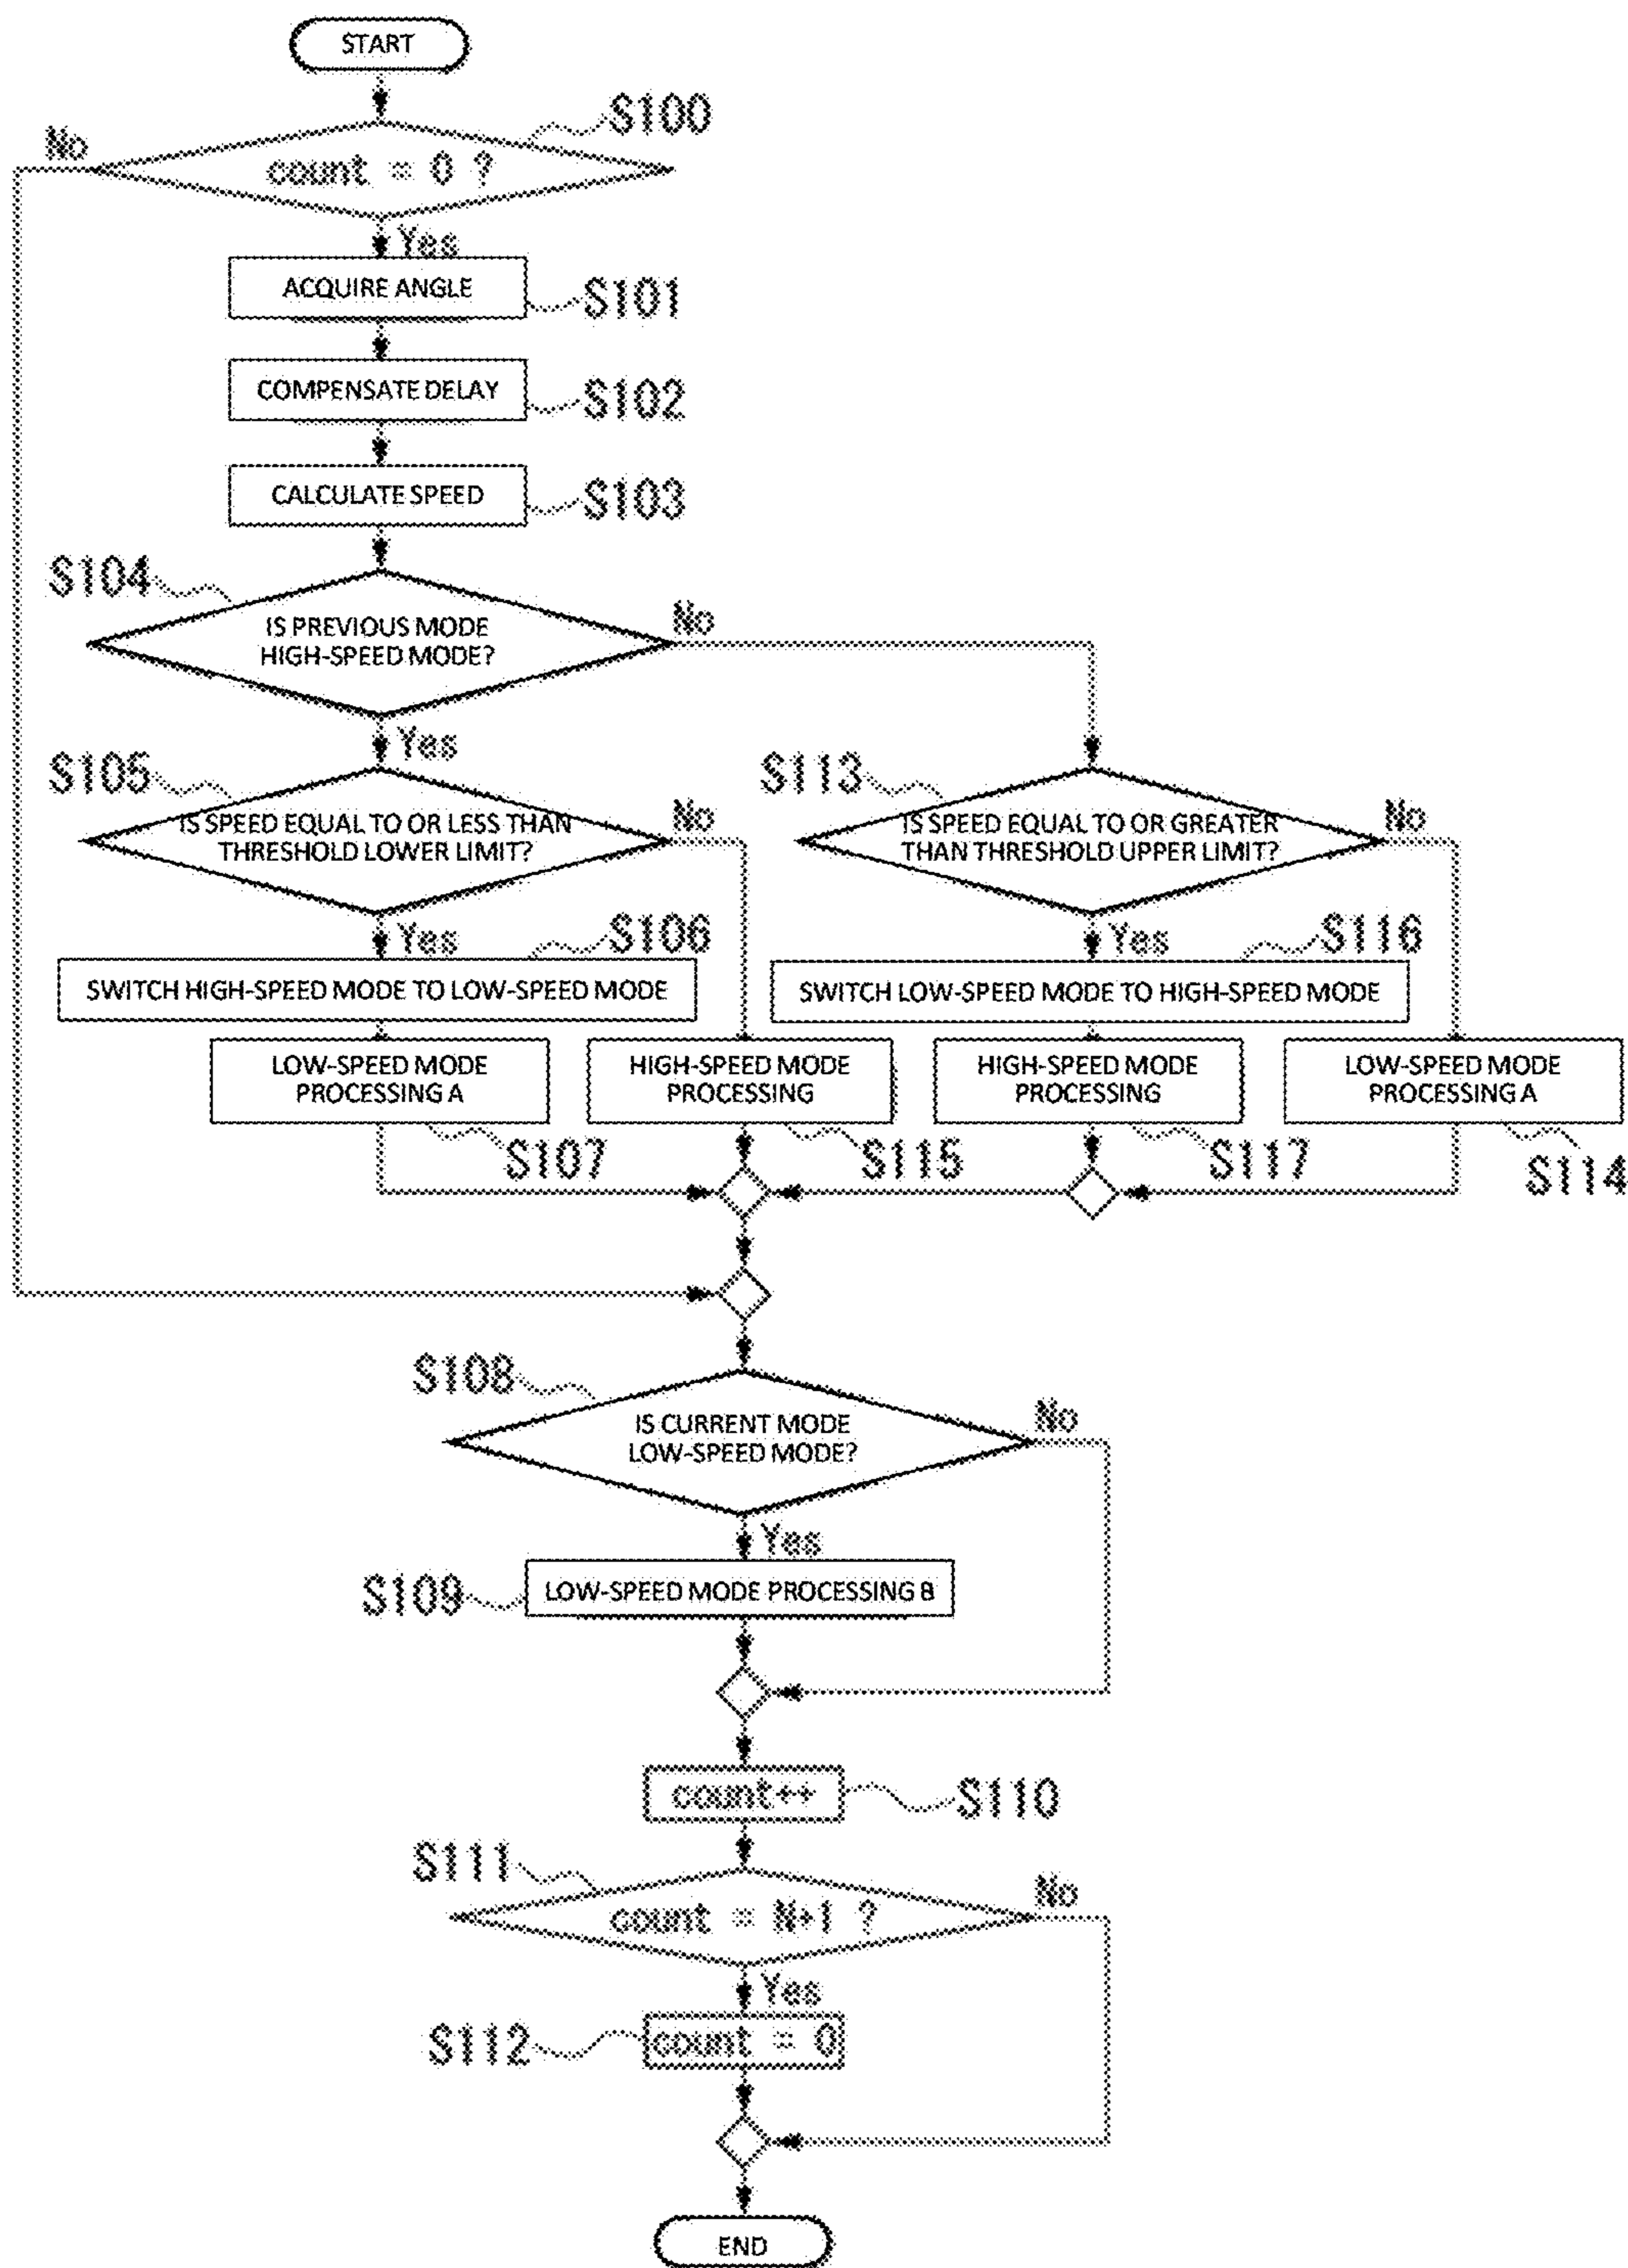 START
S100
No
count = 0 ?
Yes
ACQUIRE ANGLE
S101
COMPENSATE DELAY
S102
CALCULATE SPEED
S103
S104
IS PREVIOUS MODE
HIGH-SPEED MODE?
No
Yes
S105
IS SPEED EQUAL TO OR LESS THAN
THRESHOLD LOWER LIMIT?
No
S113
IS SPEED EQUAL TO OR GREATER
THAN THRESHOLD UPPER LIMIT?
No
Yes
S106
Yes
S116
SWITCH HIGH-SPEED MODE TO LOW-SPEED MODE
SWITCH LOW-SPEED MODE TO HIGH-SPEED MODE
LOW-SPEED MODE
PROCESSING A
HIGH-SPEED MODE
PROCESSING
HIGH-SPEED MODE
PROCESSING
LOW-SPEED MODE
PROCESSING A
S107
S115
S117
S114
S108
IS CURRENT MODE
LOW-SPEED MODE?
No
Yes
S109
LOW-SPEED MODE PROCESSING B
count++
S110
S111
count = N+1 ?
No
Yes
S112
count = 0
END